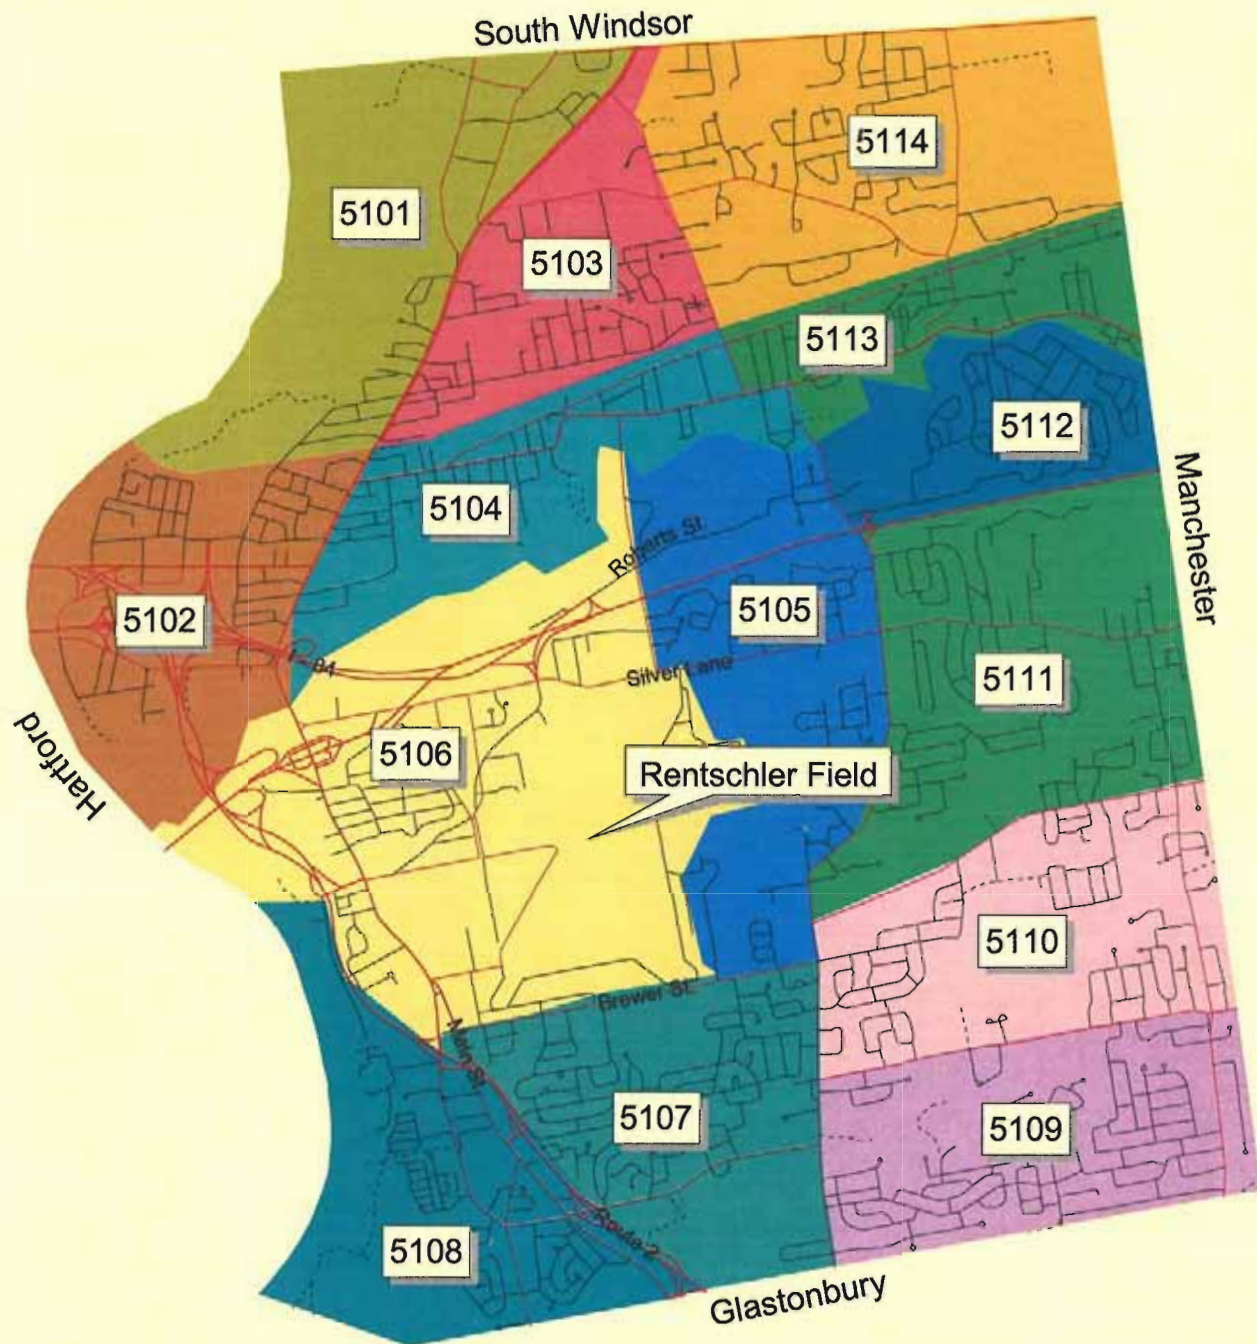 South Windsor
5114
5101
5103
5113
5112
Manchester
5104
Roberts St.
5105
5102
I - 84
Silver Lane
5111
Hartford
5106
Rentschler Field
5110
Brewer St.
Main St.
5107
5109
Route 2
5108
Glastonbury